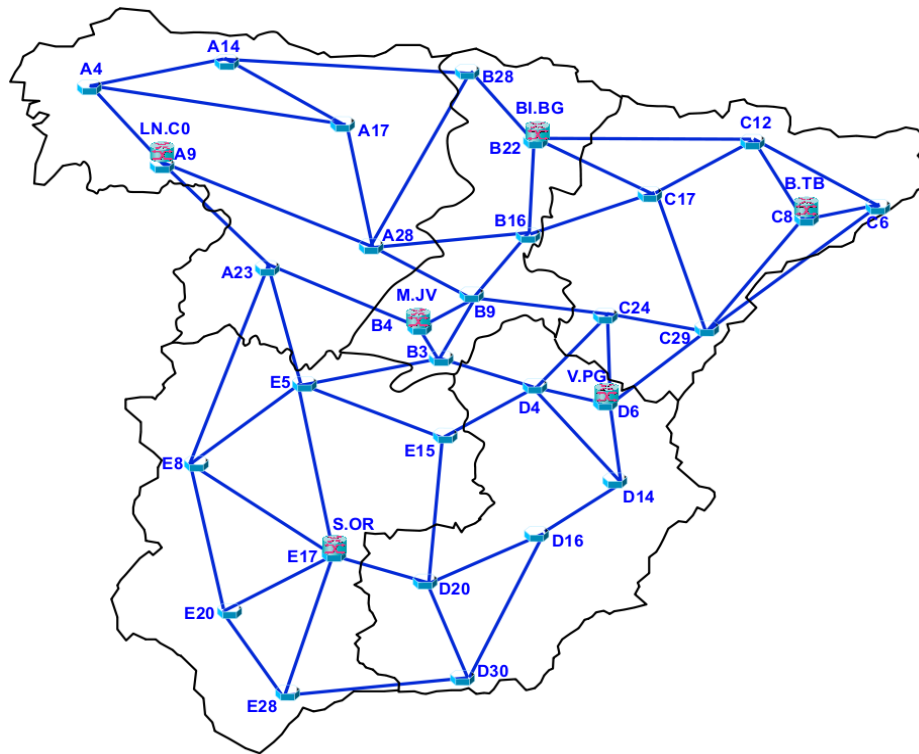 A14
A4
B28
BI.BG
A17
LN.C0
B22
C12
A9
B.TB
C17
C8
C6
A28
B16
A23
M.JV
B9
C24
B4
C29
B3
V.PG
E5
D4
D6
E15
E8
D14
S.OR
D16
E17
D20
E20
D30
E28